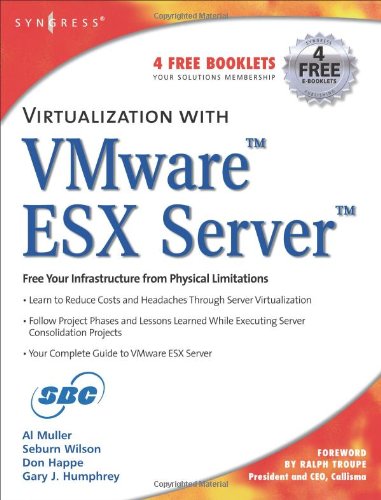 SYNGRESS®
4 FREE BOOKLETS
YOUR SOLUTIONS MEMBERSHIP
4
FREE
E-BOOKLETS
VIRTUALIZATION WITH
VMware™
ESX Server™
Free Your Infrastructure from Physical Limitations
• Learn to Reduce Costs and Headaches Through Server Virtualization
• Follow Project Phases and Lessons Learned While Executing Server
Consolidation Projects
• Your Complete Guide to VMware ESX Server
SBC
Al Muller
Seburn Wilson
Don Happe
Gary J. Humphrey
FOREWORD
BY RALPH TROUPE
President and CEO, Callisma